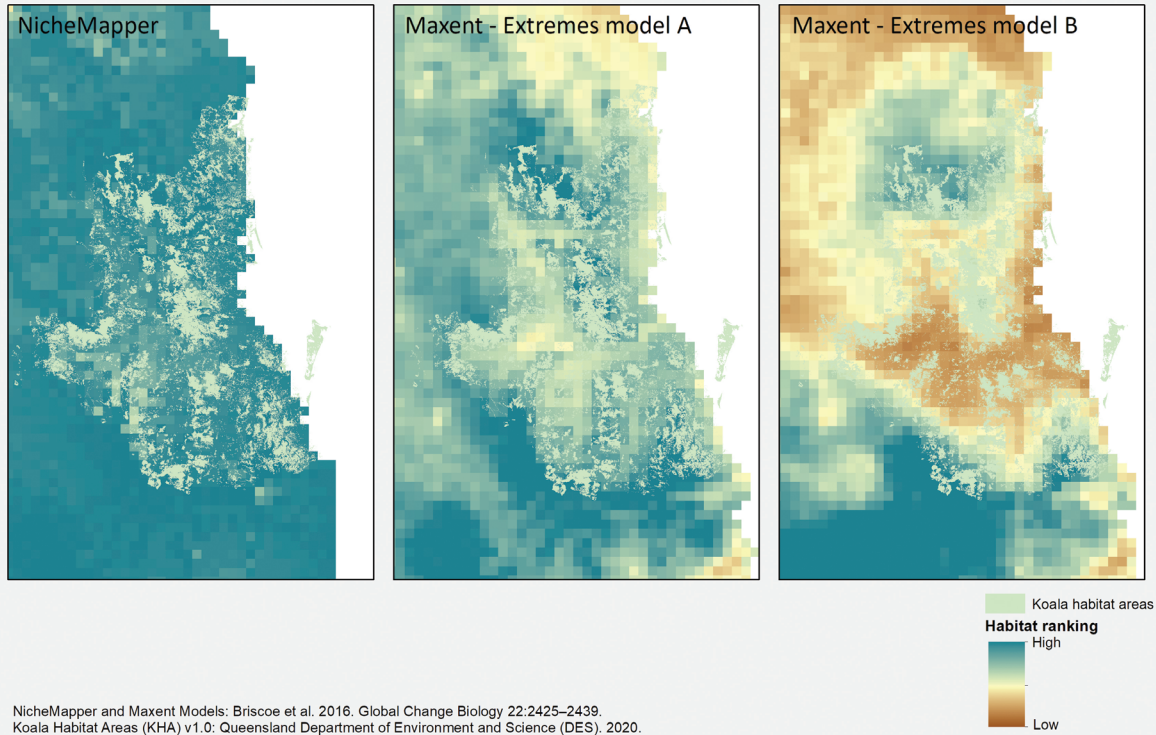 NicheMapper
Maxent - Extremes model A
Maxent - Extremes model B
Koala habitat areas
Habitat ranking
High
Low
NicheMapper and Maxent Models: Briscoe et al. 2016. Global Change Biology 22:2425–2439.
Koala Habitat Areas (KHA) v1.0: Queensland Department of Environment and Science (DES). 2020.